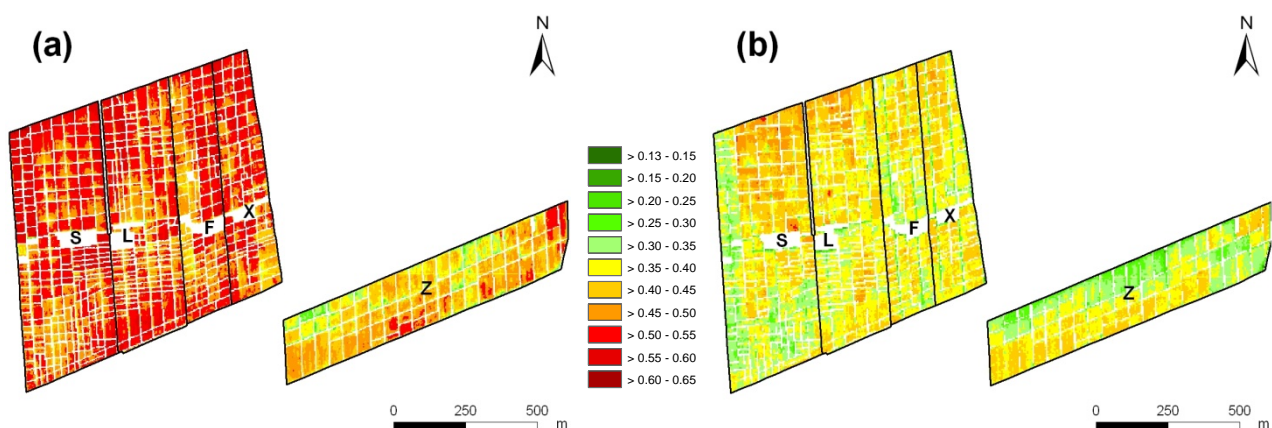 (a)
N
S
L
F
X
Z
0 250 500
m
> 0.13 - 0.15
> 0.15 - 0.20
> 0.20 - 0.25
> 0.25 - 0.30
> 0.30 - 0.35
> 0.35 - 0.40
> 0.40 - 0.45
> 0.45 - 0.50
> 0.50 - 0.55
> 0.55 - 0.60
> 0.60 - 0.65
(b)
N
S
L
F
X
Z
0 250 500
m